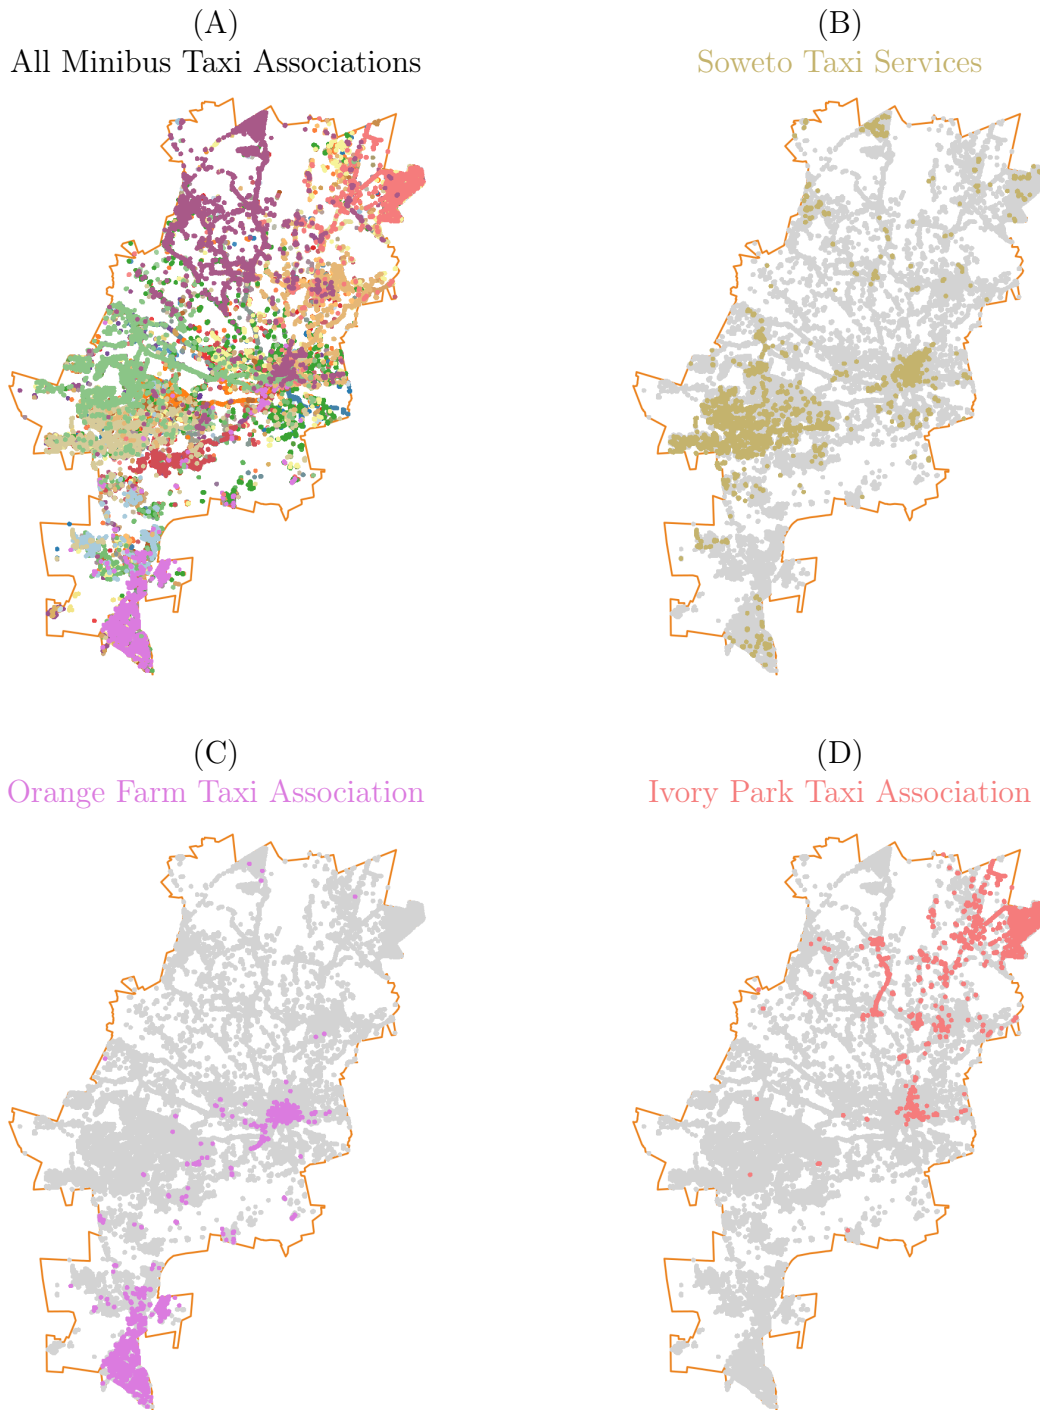 (A)
All Minibus Taxi Associations
(B)
Soweto Taxi Services
(C)
Orange Farm Taxi Association
(D)
Ivory Park Taxi Association